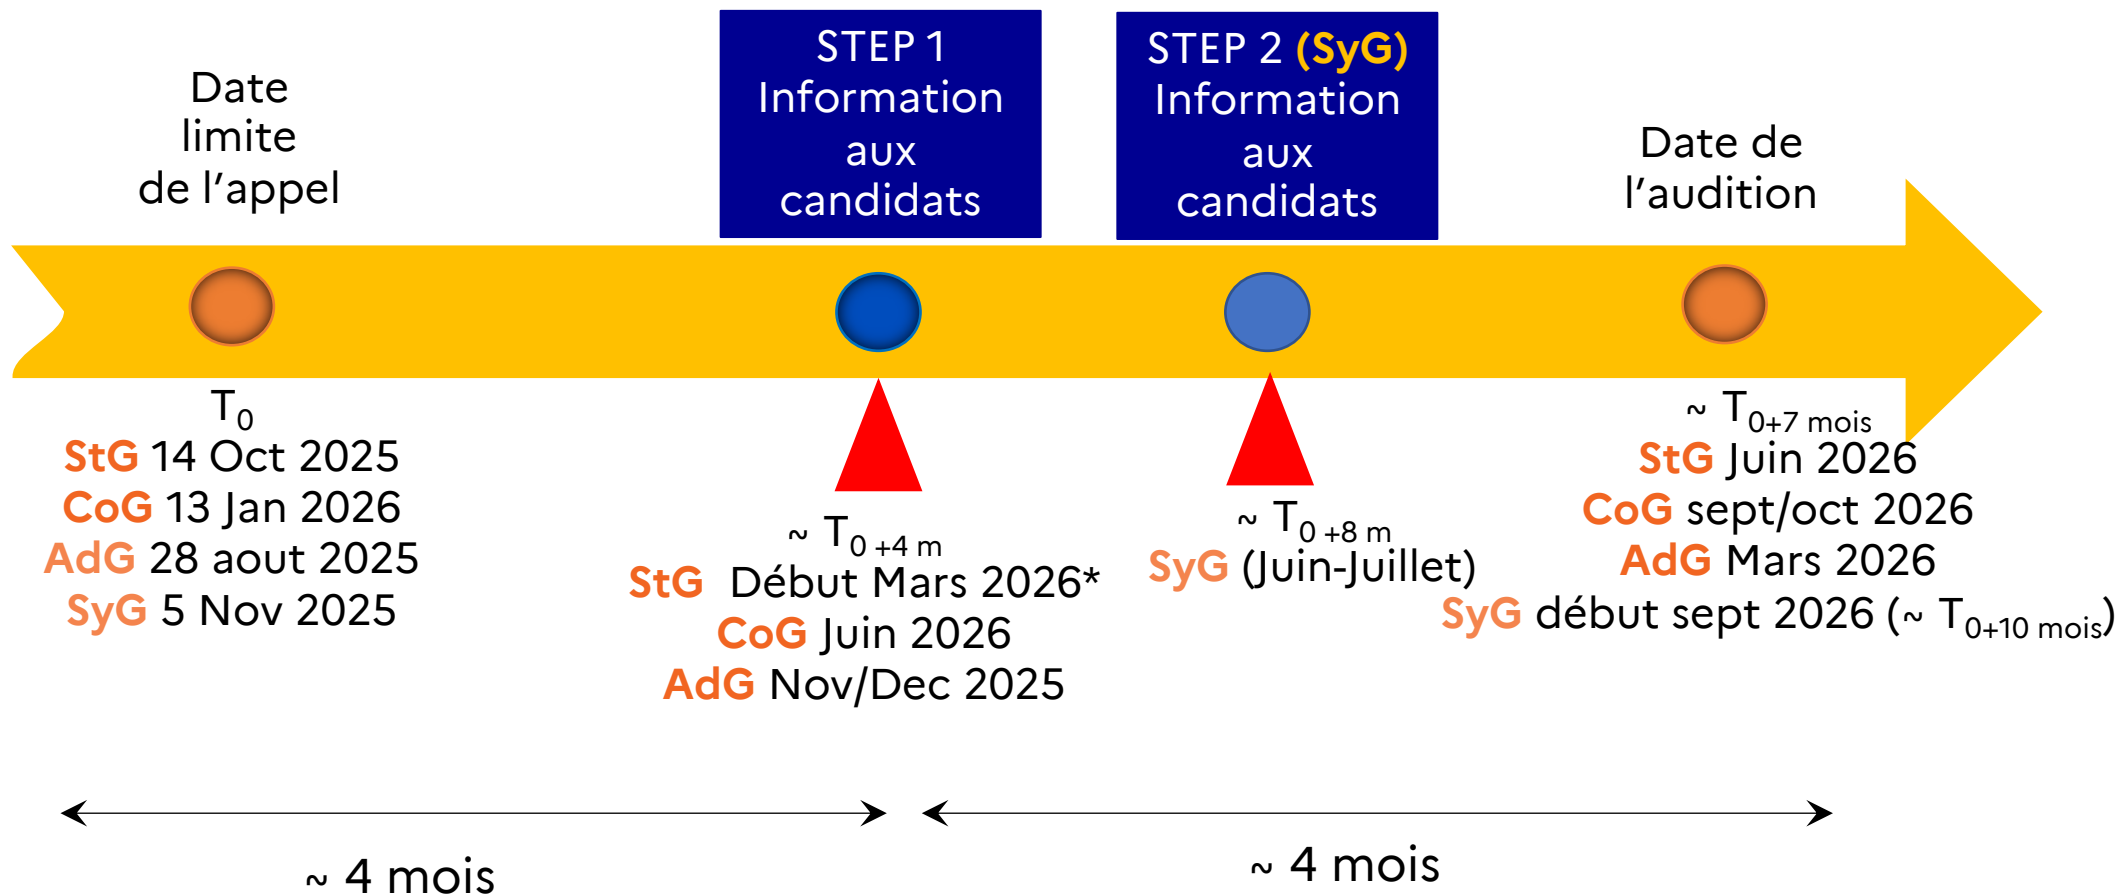 Date
limite
de l'appel
STEP 1
Information
aux
candidats
STEP 2 (SyG)
Information
aux
candidats
Date de
l'audition
T0
StG 14 Oct 2025
CoG 13 Jan 2026
AdG 28 aout 2025
SyG 5 Nov 2025
~ T0 +4 m
StG Début Mars 2026*
CoG Juin 2026
AdG Nov/Dec 2025
~ T0 +8 m
SyG (Juin-Juillet)
~ T0+7 mois
StG Juin 2026
CoG sept/oct 2026
AdG Mars 2026
SyG début sept 2026 (~ T0+10 mois)
~ 4 mois
~ 4 mois